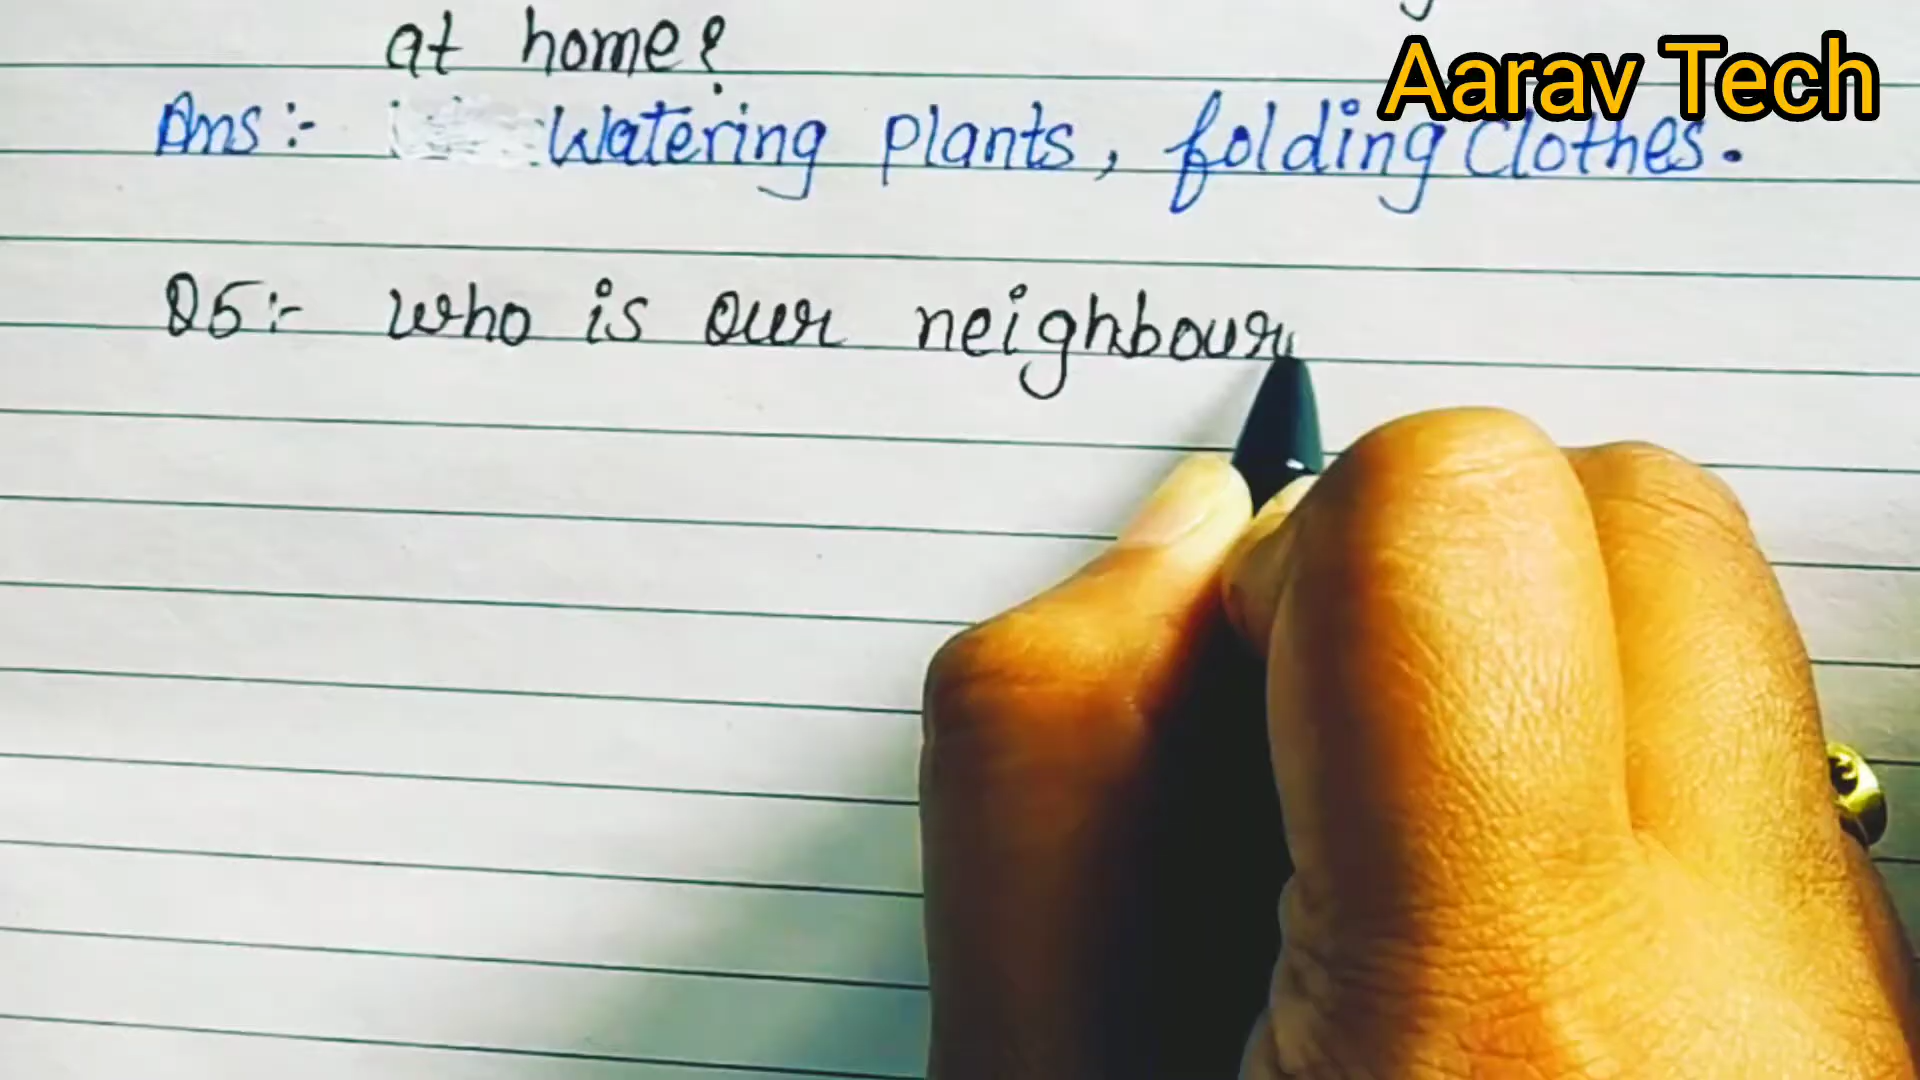 at home?
Aarav Tech
Ans:- Watering plants, folding Clothes.
Q5:- who is our neighbour